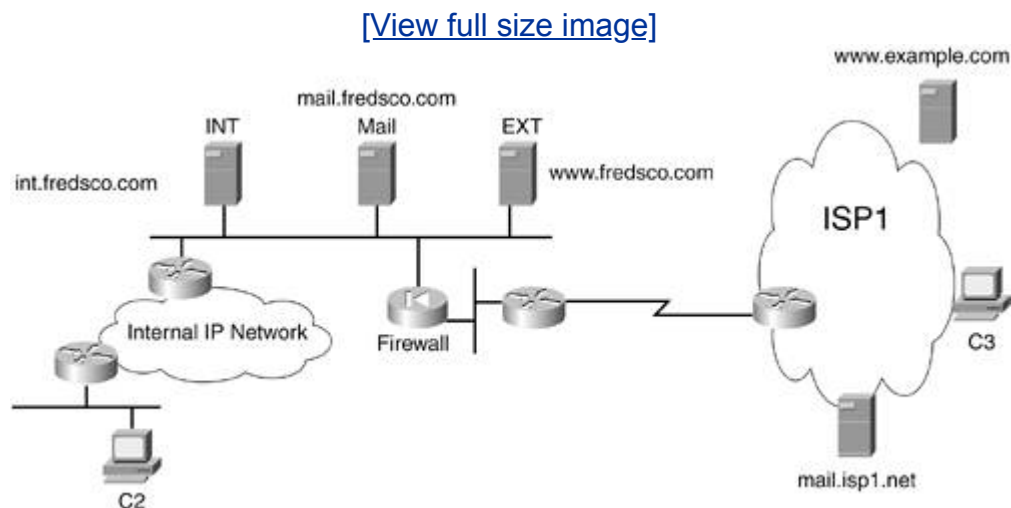 [View full size image]
www.example.com
mail.fredsco.com
INT
Mail
EXT
int.fredsco.com
www.fredsco.com
ISP1
Internal IP Network
Firewall
C3
C2
mail.isp1.net